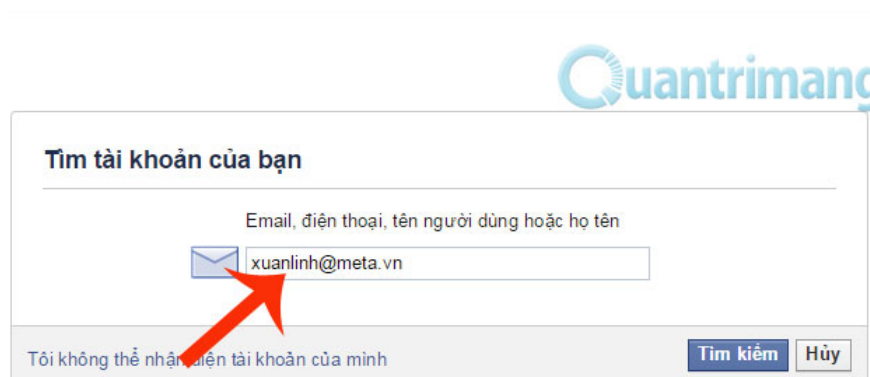 Quantrimang
Tìm tài khoản của bạn
Email, điện thoại, tên người dùng hoặc họ tên
xuanlinh@meta.vn
Tôi không thể nhận diện tài khoản của mình
Tìm kiếm Hủy